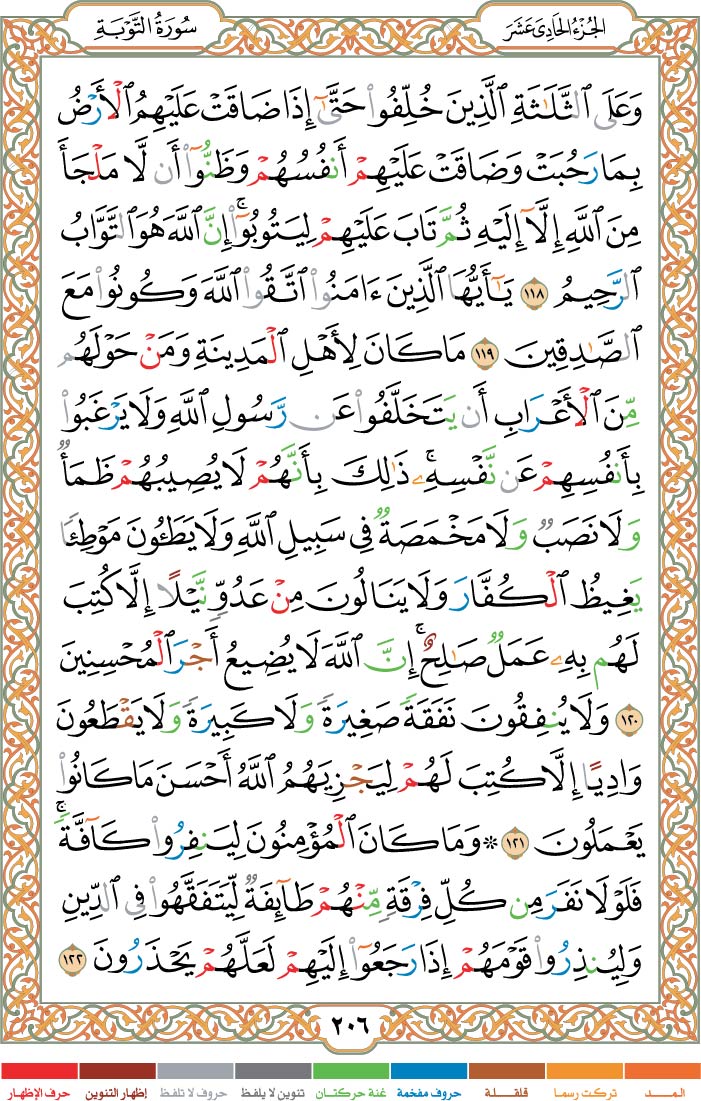 الجُزْءُ الحَادِى عَشَرَ
سُورَةُ التَّوْبَةِ
وَعَلَى ٱلثَّلَٰثَةِ ٱلَّذِينَ خُلِّفُوا۟ حَتَّىٰٓ إِذَا ضَاقَتْ عَلَيْهِمُ ٱلْأَرْضُ
بِمَا رَحُبَتْ وَضَاقَتْ عَلَيْهِمْ أَنفُسُهُمْ وَظَنُّوٓا۟ أَن لَّا مَلْجَأَ
مِنَ ٱللَّهِ إِلَّآ إِلَيْهِ ثُمَّ تَابَ عَلَيْهِمْ لِيَتُوبُوٓا۟ ۚ إِنَّ ٱللَّهَ هُوَ ٱلتَّوَّابُ
ٱلرَّحِيمُ ١١٨ يَٰٓأَيُّهَا ٱلَّذِينَ ءَامَنُوا۟ ٱتَّقُوا۟ ٱللَّهَ وَكُونُوا۟ مَعَ
ٱلصَّٰدِقِينَ ١١٩ مَا كَانَ لِأَهْلِ ٱلْمَدِينَةِ وَمَنْ حَوْلَهُم
مِّنَ ٱلْأَعْرَابِ أَن يَتَخَلَّفُوا۟ عَن رَّسُولِ ٱللَّهِ وَلَا يَرْغَبُوا۟
بِأَنفُسِهِمْ عَن نَّفْسِهِۦ ۚ ذَٰلِكَ بِأَنَّهُمْ لَا يُصِيبُهُمْ ظَمَأٌ
وَلَا نَصَبٌ وَلَا مَخْمَصَةٌ فِى سَبِيلِ ٱللَّهِ وَلَا يَطَـُٔونَ مَوْطِئًا
يَغِيظُ ٱلْكُفَّارَ وَلَا يَنَالُونَ مِنْ عَدُوٍّ نَّيْلًا إِلَّا كُتِبَ
لَهُم بِهِۦ عَمَلٌ صَٰلِحٌ ۚ إِنَّ ٱللَّهَ لَا يُضِيعُ أَجْرَ ٱلْمُحْسِنِينَ
١٢٠ وَلَا يُنفِقُونَ نَفَقَةً صَغِيرَةً وَلَا كَبِيرَةً وَلَا يَقْطَعُونَ
وَادِيًا إِلَّا كُتِبَ لَهُمْ لِيَجْزِيَهُمُ ٱللَّهُ أَحْسَنَ مَا كَانُوا۟
يَعْمَلُونَ ١٢١ ۞ وَمَا كَانَ ٱلْمُؤْمِنُونَ لِيَنفِرُوا۟ كَآفَّةً ۚ
فَلَوْلَا نَفَرَ مِن كُلِّ فِرْقَةٍ مِّنْهُمْ طَآئِفَةٌ لِّيَتَفَقَّهُوا۟ فِى ٱلدِّينِ
وَلِيُنذِرُوا۟ قَوْمَهُمْ إِذَا رَجَعُوٓا۟ إِلَيْهِمْ لَعَلَّهُمْ يَحْذَرُونَ ١٢٢
٢٠٦
المــد تركت رسما قلقلة حروف مفخمة غنة حركتان تنوين لا يلفظ حروف لا تلفظ إظهار التنوين حرف الإظهار